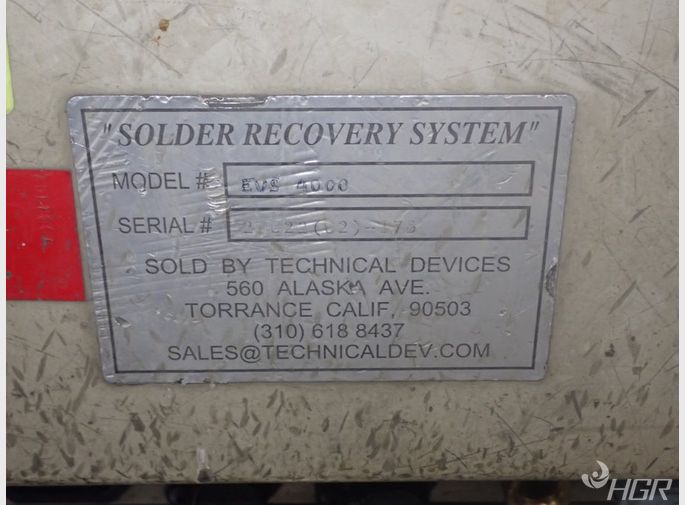 "SOLDER RECOVERY SYSTEM"
MODEL # EVS 4000
SERIAL #
SOLD BY TECHNICAL DEVICES
560 ALASKA AVE.
TORRANCE CALIF. 90503
(310) 618 8437
SALES@TECHNICALDEV.COM
HGR